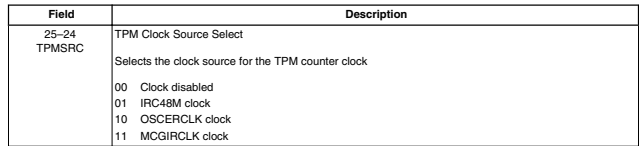 Field Description
25–24 TPM Clock Source Select
TPMSRC
Selects the clock source for the TPM counter clock
00 Clock disabled
01 IRC48M clock
10 OSCERCLK clock
11 MCGIRCLK clock